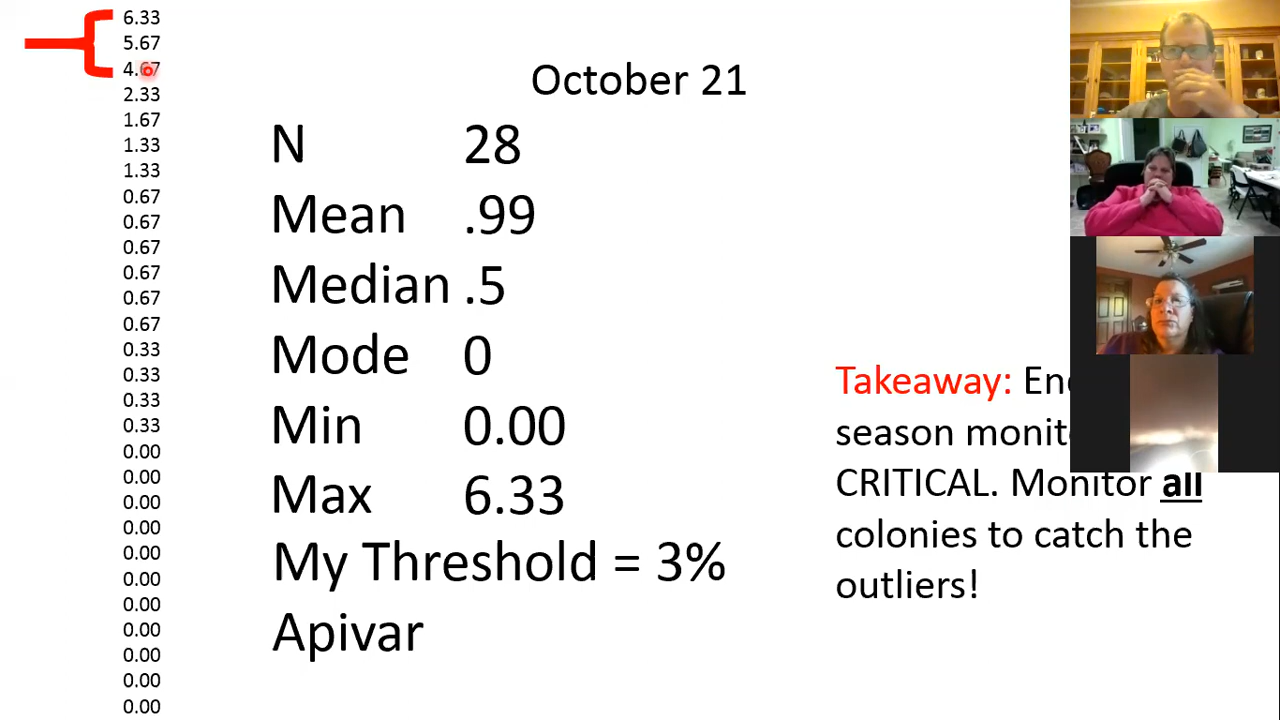 6.33
5.67
4.67
2.33
1.67
1.33
1.33
0.67
0.67
0.67
0.67
0.67
0.67
0.33
0.33
0.33
0.33
0.00
0.00
0.00
0.00
0.00
0.00
0.00
0.00
0.00
0.00
0.00
October 21
N 28
Mean .99
Median .5
Mode 0
Min 0.00
Max 6.33
My Threshold = 3%
Apivar
Takeaway:
season
CRITICAL. Monitor all
colonies to catch the
outliers!